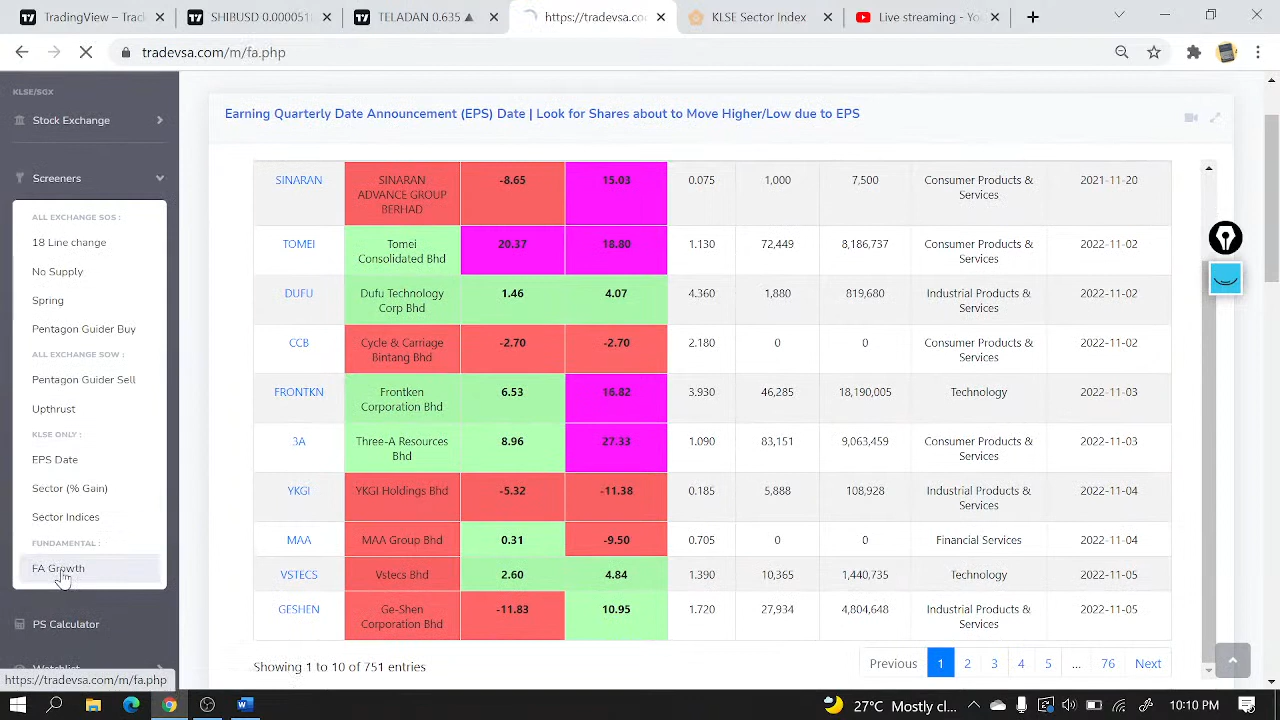 TradingView - L
SHIBUSD 0.000051
TELADAN 0.635 ▲
https://tradevsa.co
KLSE Sector Index
Live streaming - Yo
tradevsa.com/m/fa.php
KLSE/SGX
Stock Exchange
Screeners
ALL EXCHANGE SOS :
18 Line change
No Supply
Spring
Pentagon Guider Buy
ALL EXCHANGE SOW :
Pentagon Guider Sell
Upthrust
KLSE ONLY :
EPS Date
Sector (% Gain)
Sector Indices
FUNDAMENTAL :
FA Growth
PS Calculator
Watchlist
https://tradevsa.com/m/fa.php
Earning Quarterly Date Announcement (EPS) Date | Look for Shares about to Move Higher/Low due to EPS
SINARAN SINARAN ADVANCE GROUP BERHAD -8.65 15.03 0.075 1,000 7,500 Consumer Products & Services 2021-11-20
TOMEI Tomei Consolidated Bhd 20.37 18.80 1.130 72,449 8,186,737 Consumer Products & Services 2022-11-02
DUFU Dufu Technology Corp Bhd 1.46 4.07 4.360 1,880 819,680 Industrial Products & Services 2022-11-02
CCB Cycle & Carriage Bintang Bhd -2.70 -2.70 2.180 0 0 Consumer Products & Services 2022-11-02
FRONTKN Frontken Corporation Bhd 6.53 16.82 3.930 46,285 18,190,005 Technology 2022-11-03
3A Three-A Resources Bhd 8.96 27.33 1.090 83,151 9,063,459 Consumer Products & Services 2022-11-03
YKGI YKGI Holdings Bhd -5.32 -11.38 0.185 5,888 108,928 Industrial Products & Services 2022-11-04
MAA MAA Group Bhd 0.31 -9.50 0.705 0 0 Financial Services 2022-11-04
VSTECS Vstecs Bhd 2.60 4.84 1.390 10,365 1,440,735 Technology 2022-11-05
GESHEN Ge-Shen Corporation Bhd -11.83 10.95 1.720 27,934 4,804,648 Industrial Products & Services 2022-11-05
Showing 1 to 10 of 751 entries
Previous 1 2 3 4 5 ... 76 Next
27°C Mostly c...
10:10 PM